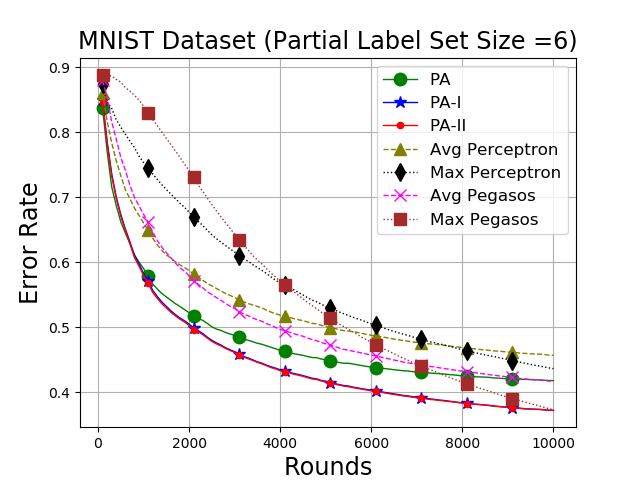 MNIST Dataset (Partial Label Set Size =6)
0.9
0.8
0.7
0.6
0.5
0.4
Error Rate
PA
PA-I
PA-II
Avg Perceptron
Max Perceptron
Avg Pegasos
Max Pegasos
0 2000 4000 6000 8000 10000
Rounds